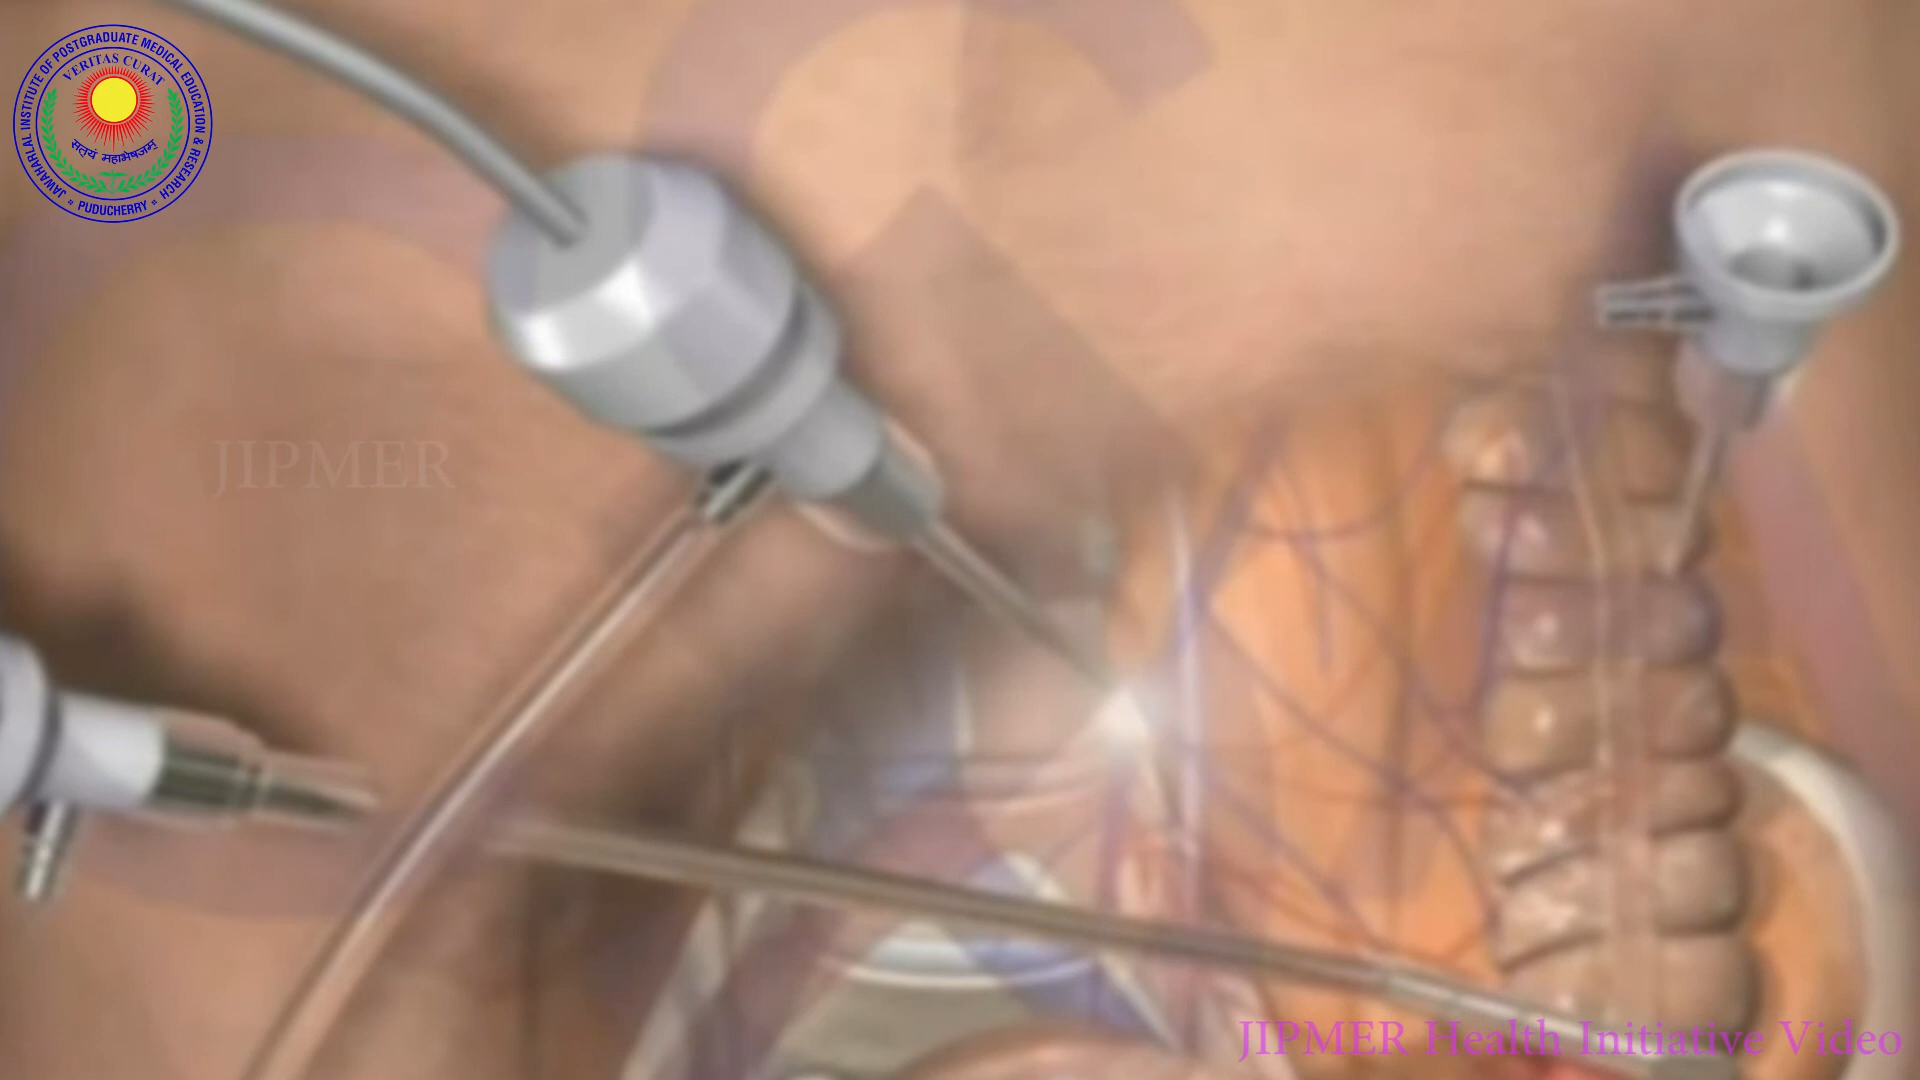 JAWAHARLAL INSTITUTE OF POSTGRADUATE MEDICAL EDUCATION & RESEARCH
VERITAS CURAT
सत्यं महाभेषजम्
* PUDUCHERRY *
JIPMER
JIPMER Health Initiative Video